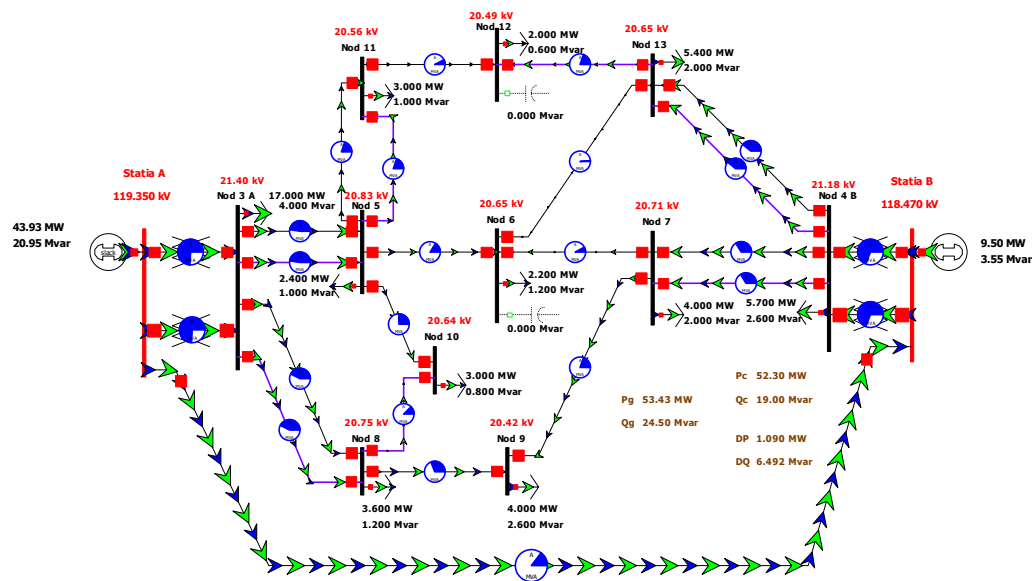 20.49 kV
Nod 12
2.000 MW
0.600 Mvar
0.000 Mvar
20.56 kV
Nod 11
3.000 MW
1.000 Mvar
20.65 kV
Nod 13
5.400 MW
2.000 Mvar
A
MVA
A
MVA
A
MVA
A
MVA
A
MVA
A
MVA
A
MVA
Statia A
119.350 kV
43.93 MW
20.95 Mvar
slack
21.40 kV
Nod 3 A
17.000 MW
4.000 Mvar
20.83 kV
Nod 5
2.400 MW
1.000 Mvar
20.65 kV
Nod 6
2.200 MW
1.200 Mvar
0.000 Mvar
20.71 kV
Nod 7
4.000 MW
2.000 Mvar
21.18 kV
Nod 4 B
5.700 MW
2.600 Mvar
Statia B
118.470 kV
9.50 MW
3.55 Mvar
20.64 kV
Nod 10
3.000 MW
0.800 Mvar
20.75 kV
Nod 8
3.600 MW
1.200 Mvar
20.42 kV
Nod 9
4.000 MW
2.600 Mvar
Pg 53.43 MW
Qg 24.50 Mvar
Pc 52.30 MW
Qc 19.00 Mvar
DP 1.090 MW
DQ 6.492 Mvar
A
MVA